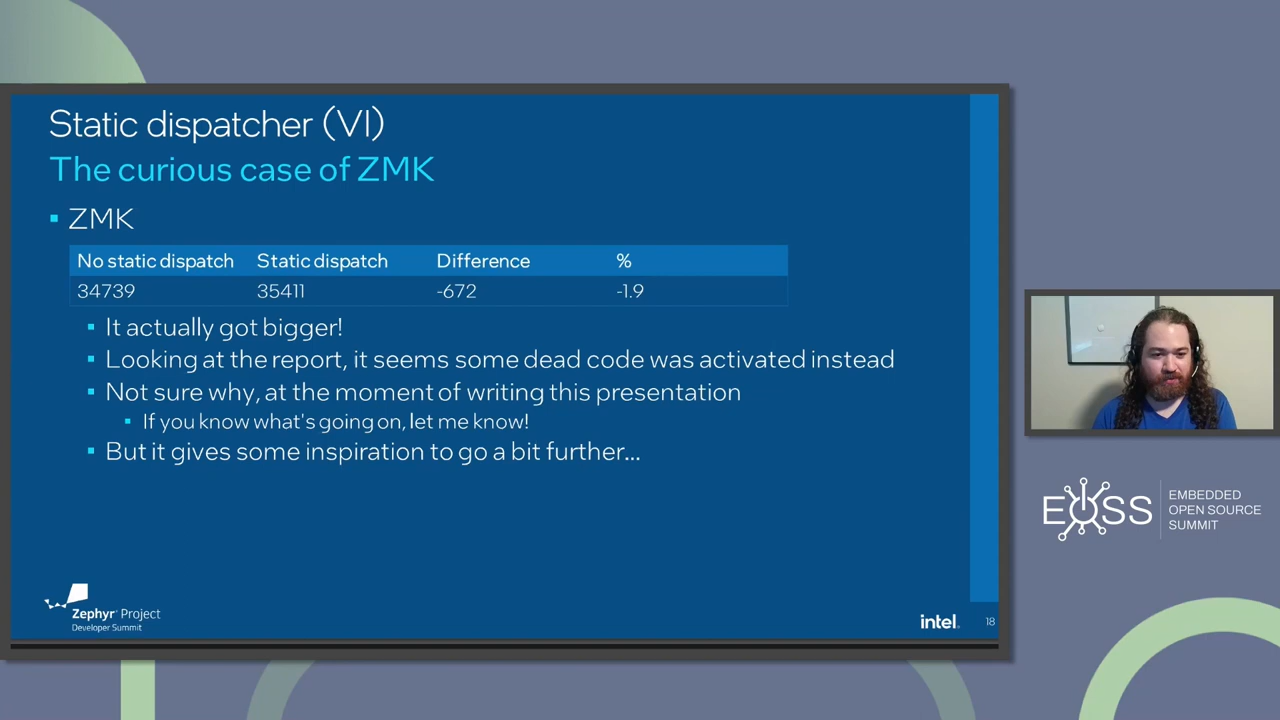 Static dispatcher (VI)
The curious case of ZMK
ZMK
No static dispatch Static dispatch Difference %
34739 35411 -672 -1.9
It actually got bigger!
Looking at the report, it seems some dead code was activated instead
Not sure why, at the moment of writing this presentation
If you know what's going on, let me know!
But it gives some inspiration to go a bit further...
Zephyr® Project
Developer Summit
intel.
18
EOSS
EMBEDDED
OPEN SOURCE
SUMMIT